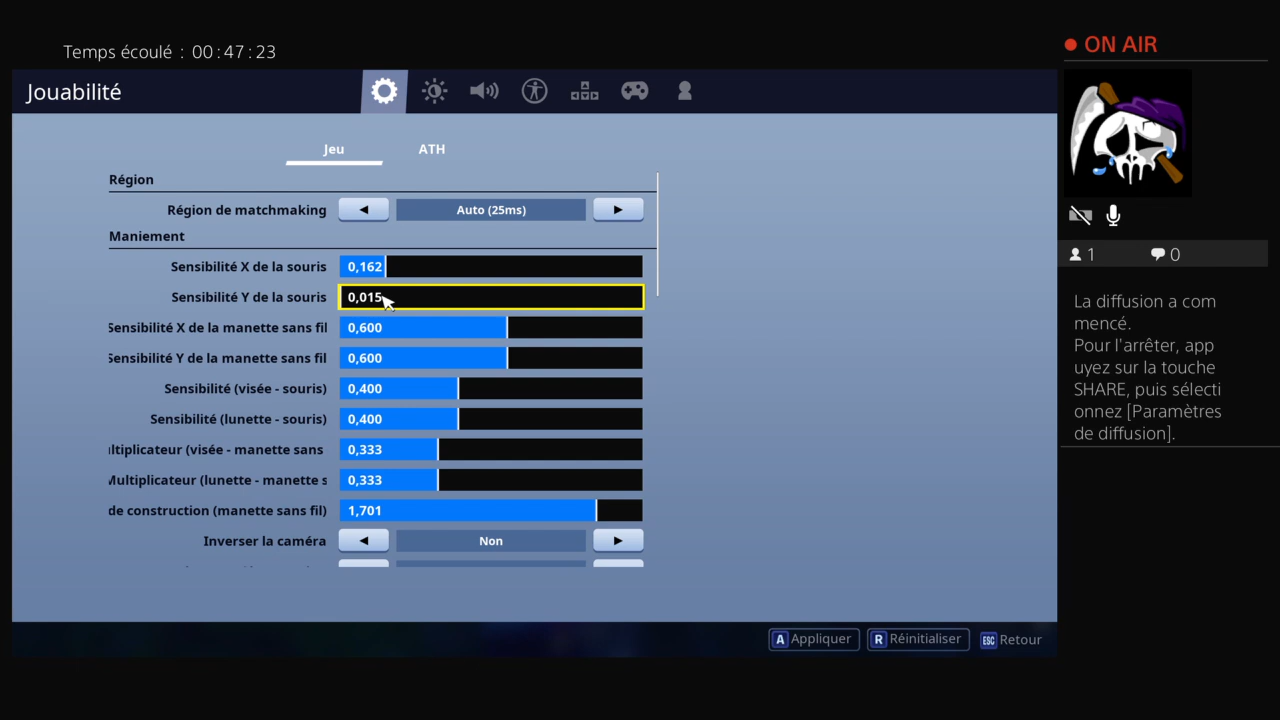 Temps écoulé : 00:47:23
ON AIR
Jouabilité
Jeu
ATH
Région
Région de matchmaking
Auto (25ms)
Maniement
Sensibilité X de la souris
0,162
Sensibilité Y de la souris
0,015
Sensibilité X de la manette sans fil
0,600
Sensibilité Y de la manette sans fil
0,600
Sensibilité (visée - souris)
0,400
Sensibilité (lunette - souris)
0,400
ltiplicateur (visée - manette sans
0,333
Multiplicateur (lunette - manette s
0,333
de construction (manette sans fil)
1,701
Inverser la caméra
Non
A Appliquer
R Réinitialiser
ESC Retour
1
0
La diffusion a com
mencé.
Pour l'arrêter, app
uyez sur la touche
SHARE, puis sélecti
onnez [Paramètres
de diffusion].